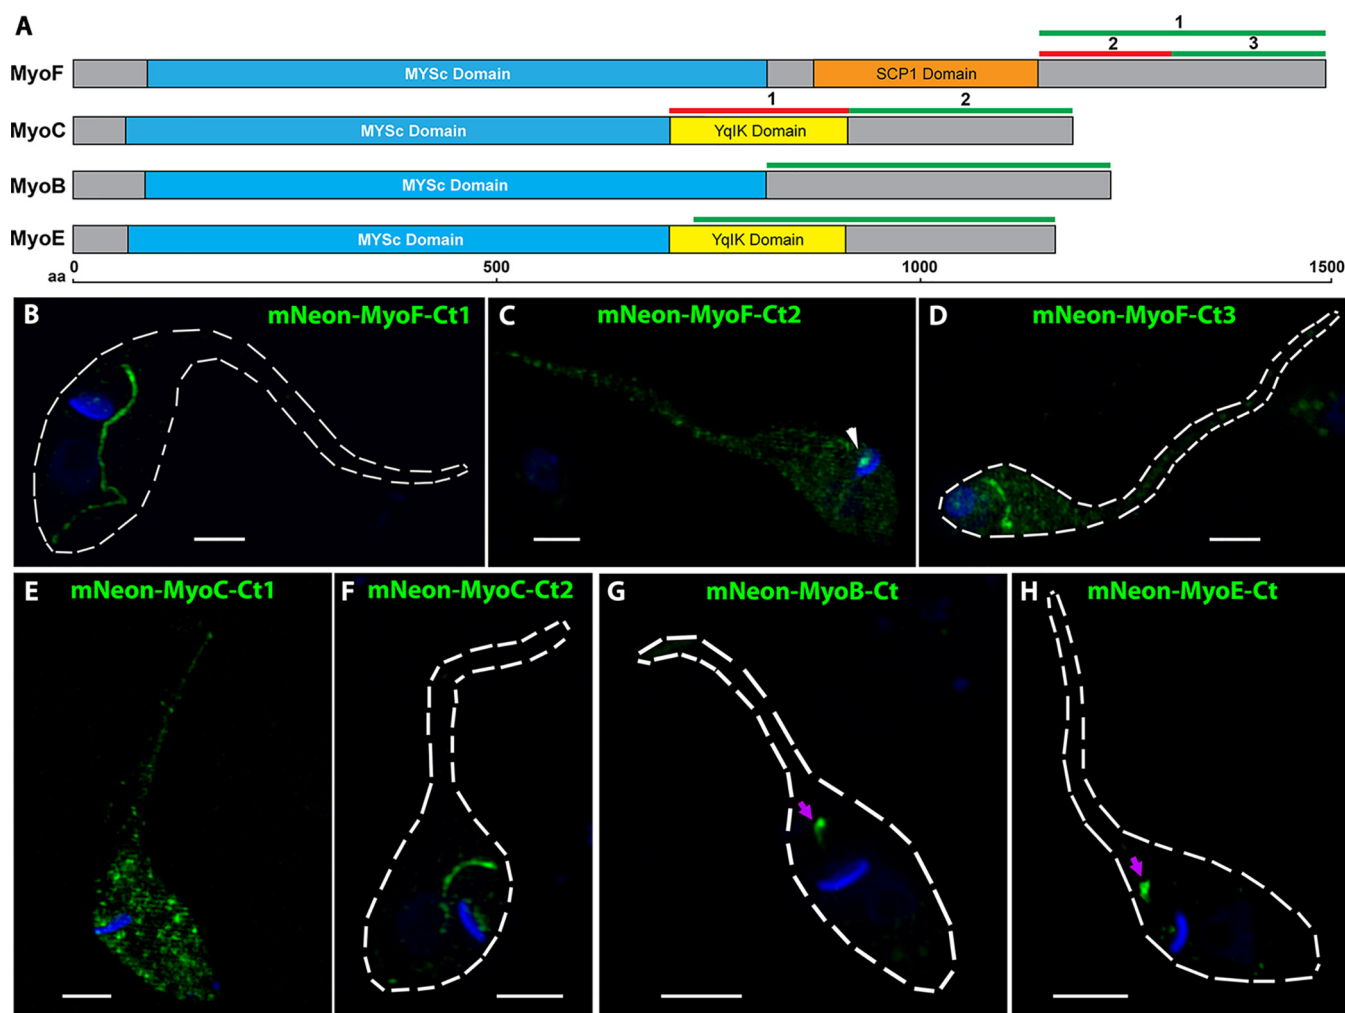 A
1
2 3
MyoF MYSc Domain SCP1 Domain
1 2
MyoC MYSc Domain YqIK Domain
MyoB MYSc Domain
MyoE MYSc Domain YqIK Domain
aa 0 500 1000 1500
B mNeon-MyoF-Ct1
C mNeon-MyoF-Ct2
D mNeon-MyoF-Ct3
E mNeon-MyoC-Ct1
F mNeon-MyoC-Ct2
G mNeon-MyoB-Ct
H mNeon-MyoE-Ct